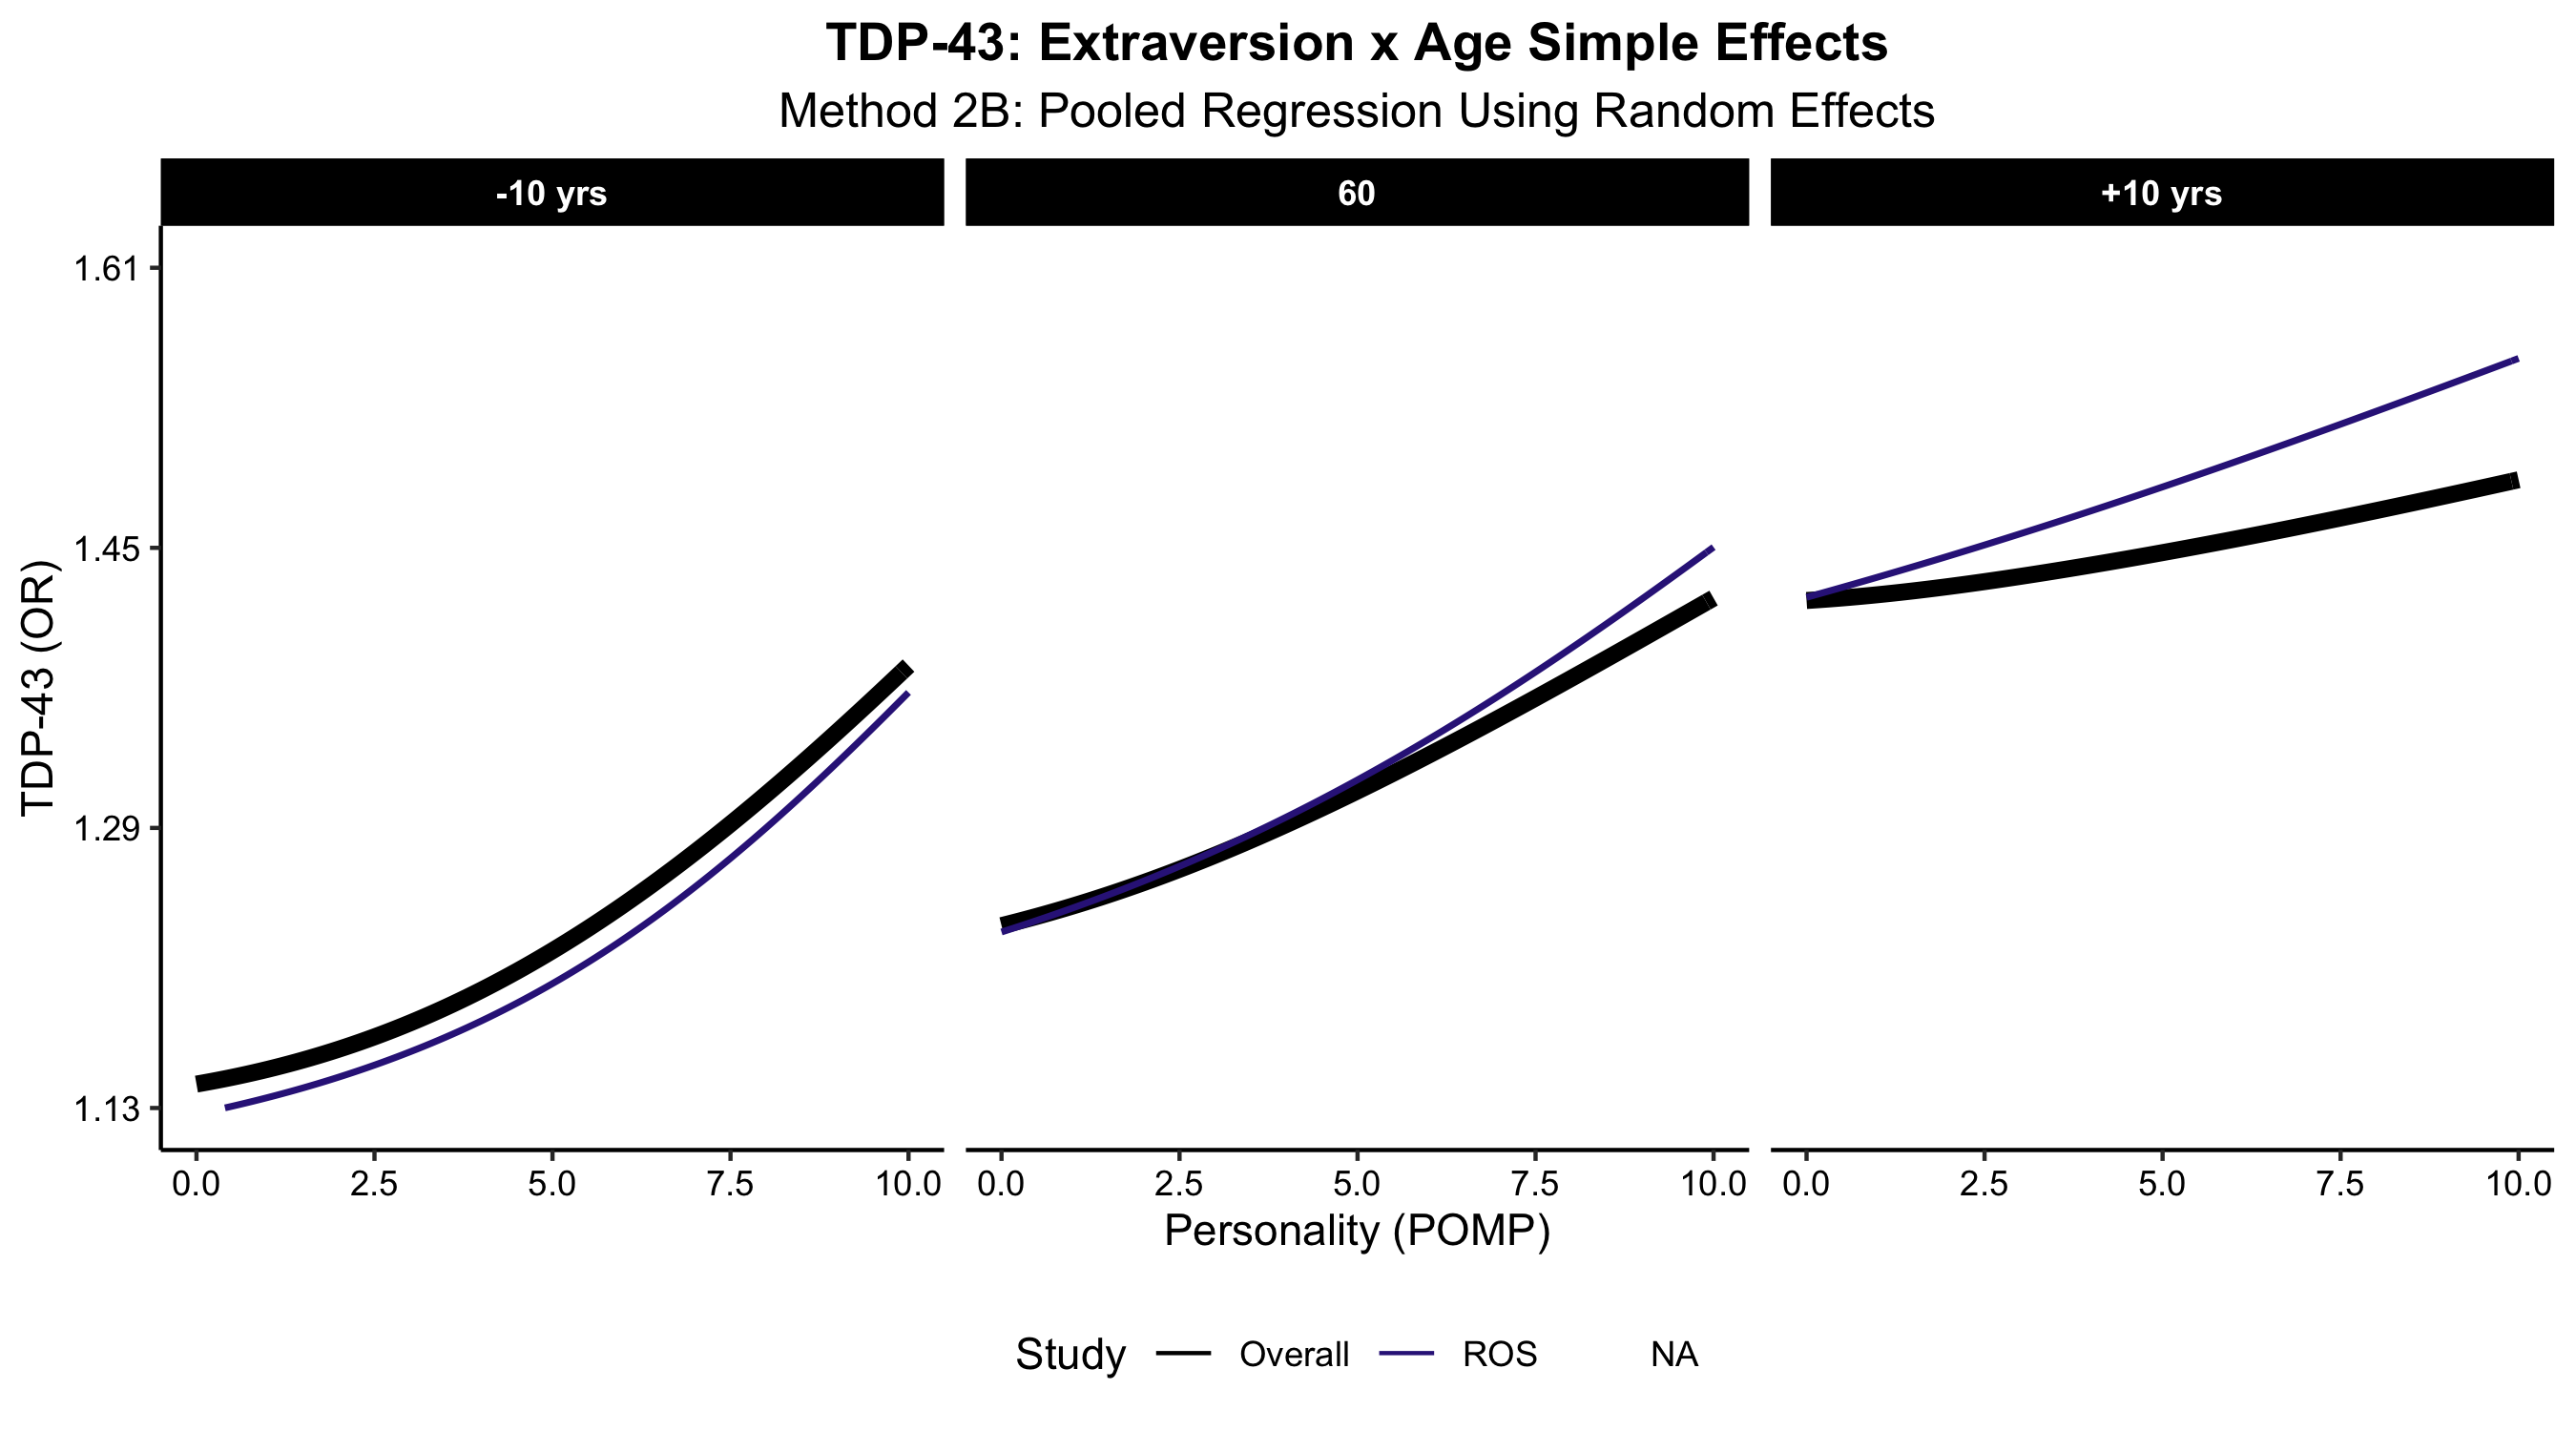 TDP-43: Extraversion x Age Simple Effects
Method 2B: Pooled Regression Using Random Effects
-10 yrs 60 +10 yrs
1.61
1.45
1.29
1.13
TDP-43 (OR)
0.0 2.5 5.0 7.5 10.0 0.0 2.5 5.0 7.5 10.0 0.0 2.5 5.0 7.5 10.0
Personality (POMP)
Study Overall ROS NA